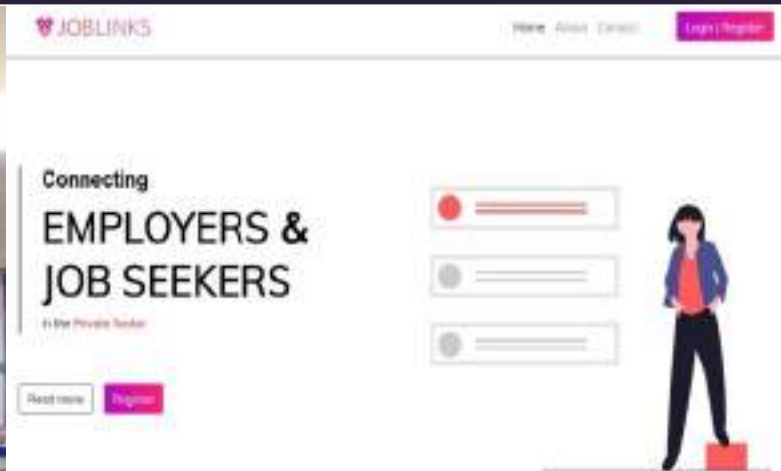 JOBLINKS
Home About Contact
Login | Register
Connecting
EMPLOYERS &
JOB SEEKERS
in the Private Sector
Read more
Register